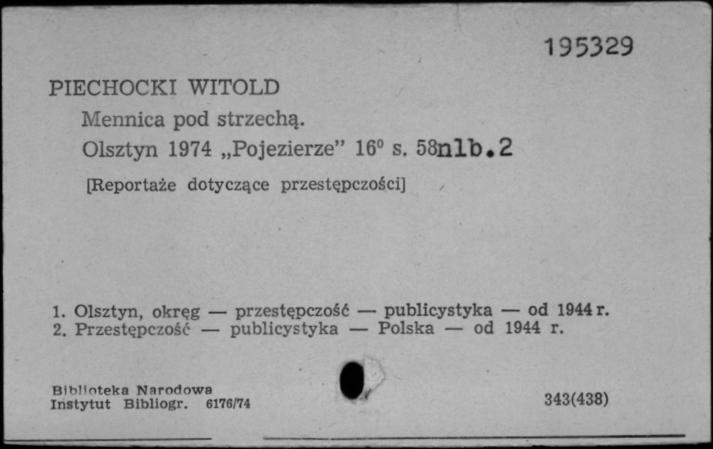 195329
PIECHOCKI WITOLD
Mennica pod strzechą.
Olsztyn 1974 „Pojezierze” 16⁰ s. 58nlb.2
[Reportaże dotyczące przestępczości]
1. Olsztyn, okręg — przestępczość — publicystyka — od 1944 r.
2. Przestępczość — publicystyka — Polska — od 1944 r.
Biblioteka Narodowa
Instytut Bibliogr. 6176/74
343(438)